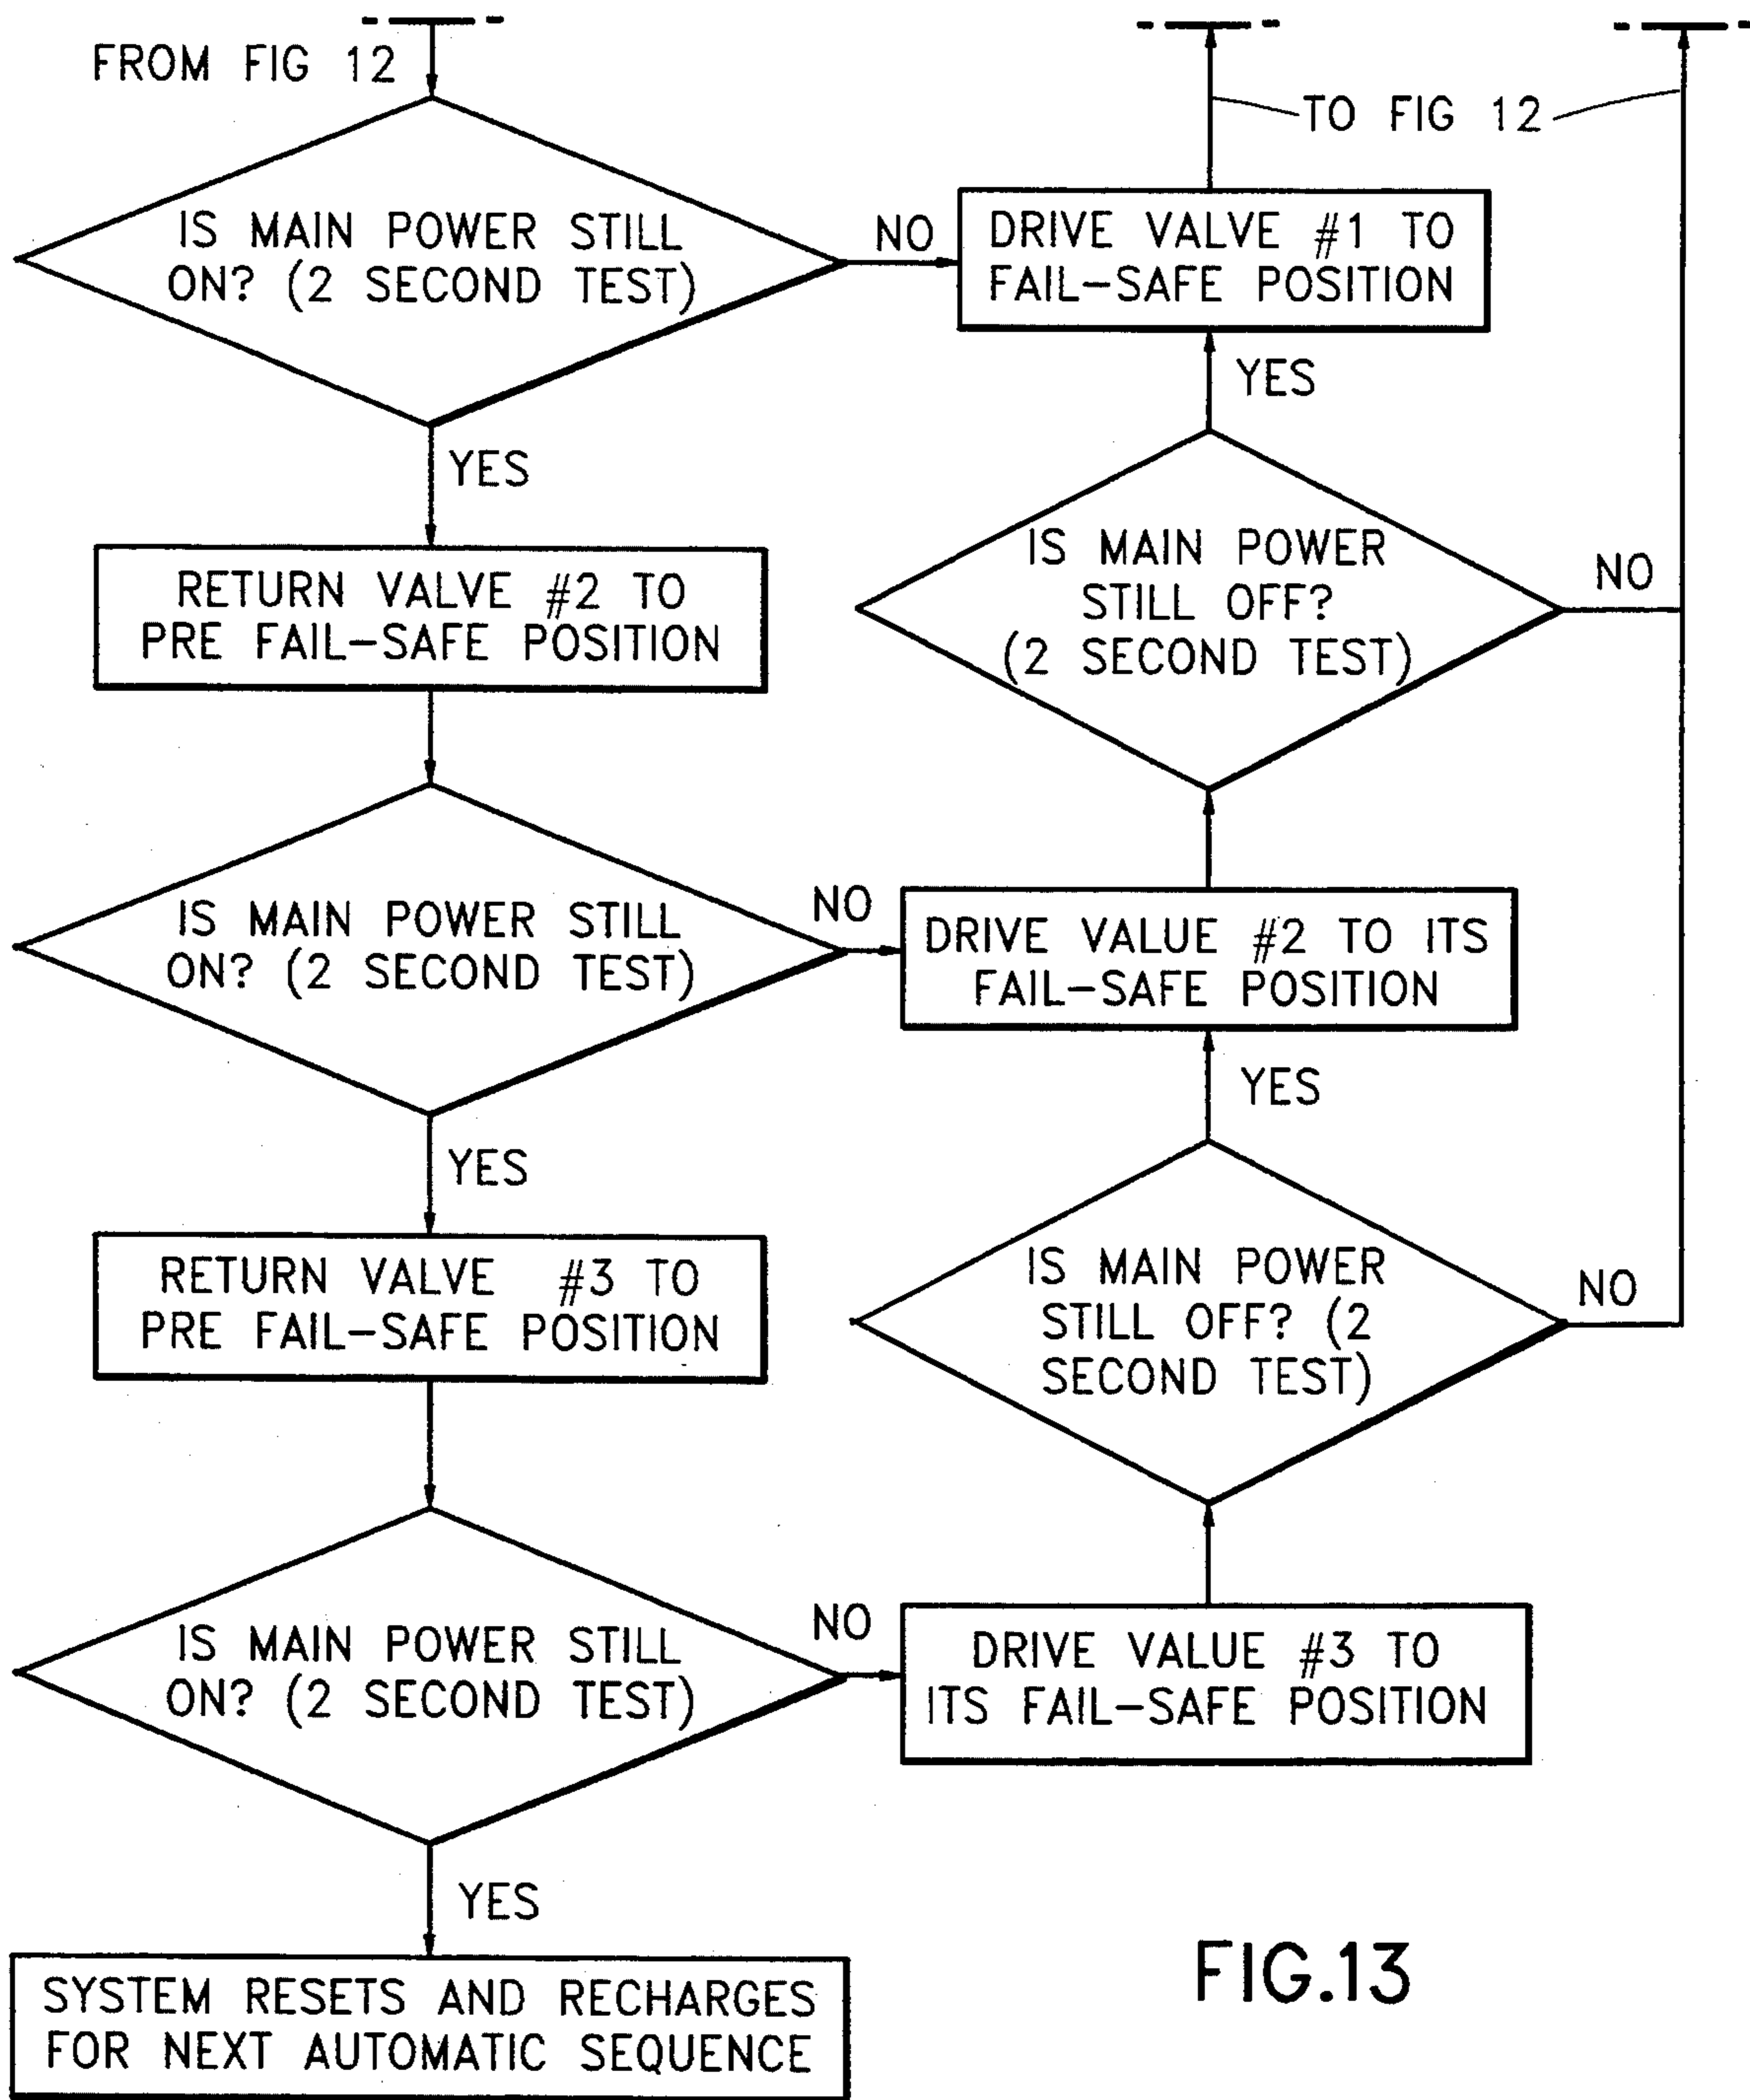 FROM FIG 12
TO FIG 12
IS MAIN POWER STILL
ON? (2 SECOND TEST)
NO
DRIVE VALVE #1 TO
FAIL-SAFE POSITION
YES
YES
RETURN VALVE #2 TO
PRE FAIL-SAFE POSITION
IS MAIN POWER
STILL OFF?
(2 SECOND TEST)
NO
IS MAIN POWER STILL
ON? (2 SECOND TEST)
NO
DRIVE VALUE #2 TO ITS
FAIL-SAFE POSITION
YES
YES
RETURN VALVE #3 TO
PRE FAIL-SAFE POSITION
IS MAIN POWER
STILL OFF? (2
SECOND TEST)
NO
IS MAIN POWER STILL
ON? (2 SECOND TEST)
NO
DRIVE VALUE #3 TO
ITS FAIL-SAFE POSITION
YES
SYSTEM RESETS AND RECHARGES
FOR NEXT AUTOMATIC SEQUENCE
FIG.13